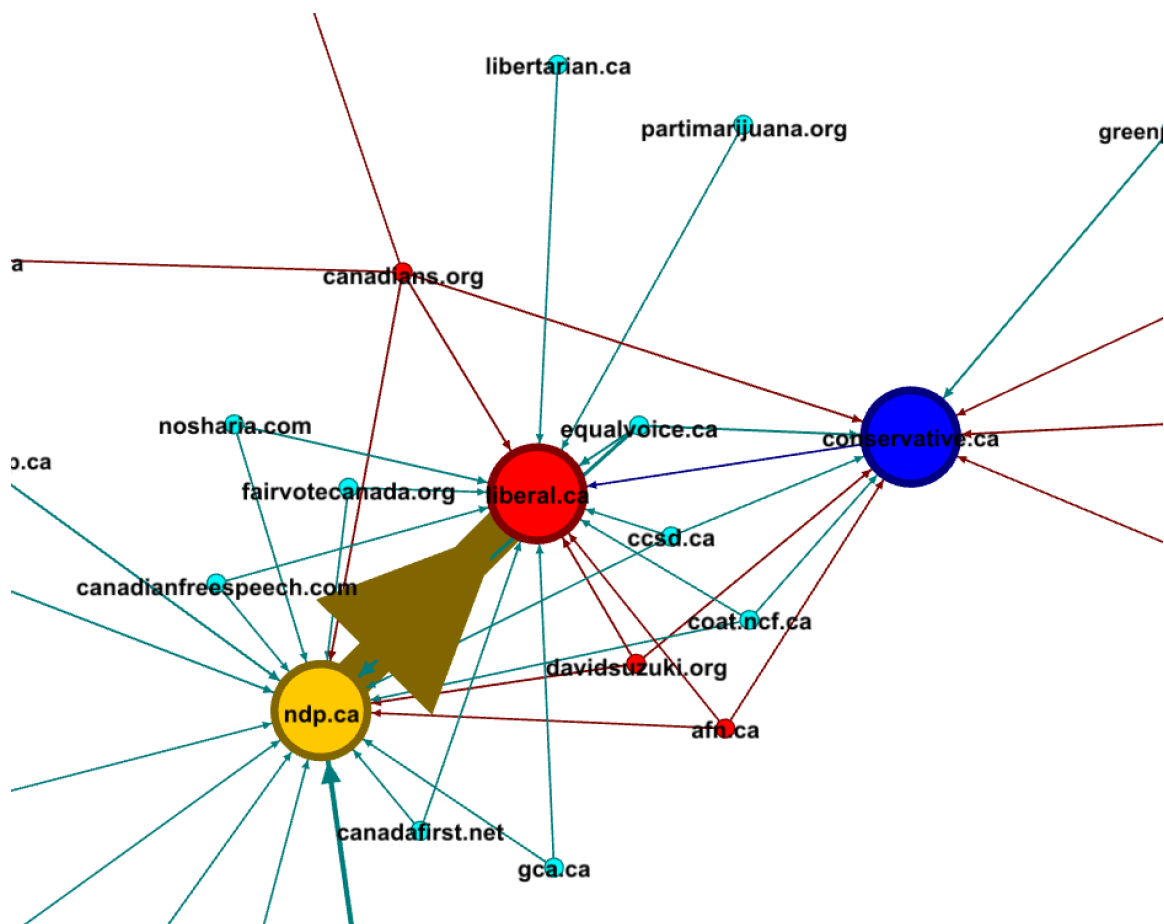 libertarian.ca
partimarijuana.org
canadians.org
nosharia.com
equalvoice.ca
conservative.ca
fairvotecanada.org
liberal.ca
ccsd.ca
canadianfreespeech.com
coat.ncf.ca
davidsuzuki.org
ndp.ca
afn.ca
canadafirst.net
gca.ca